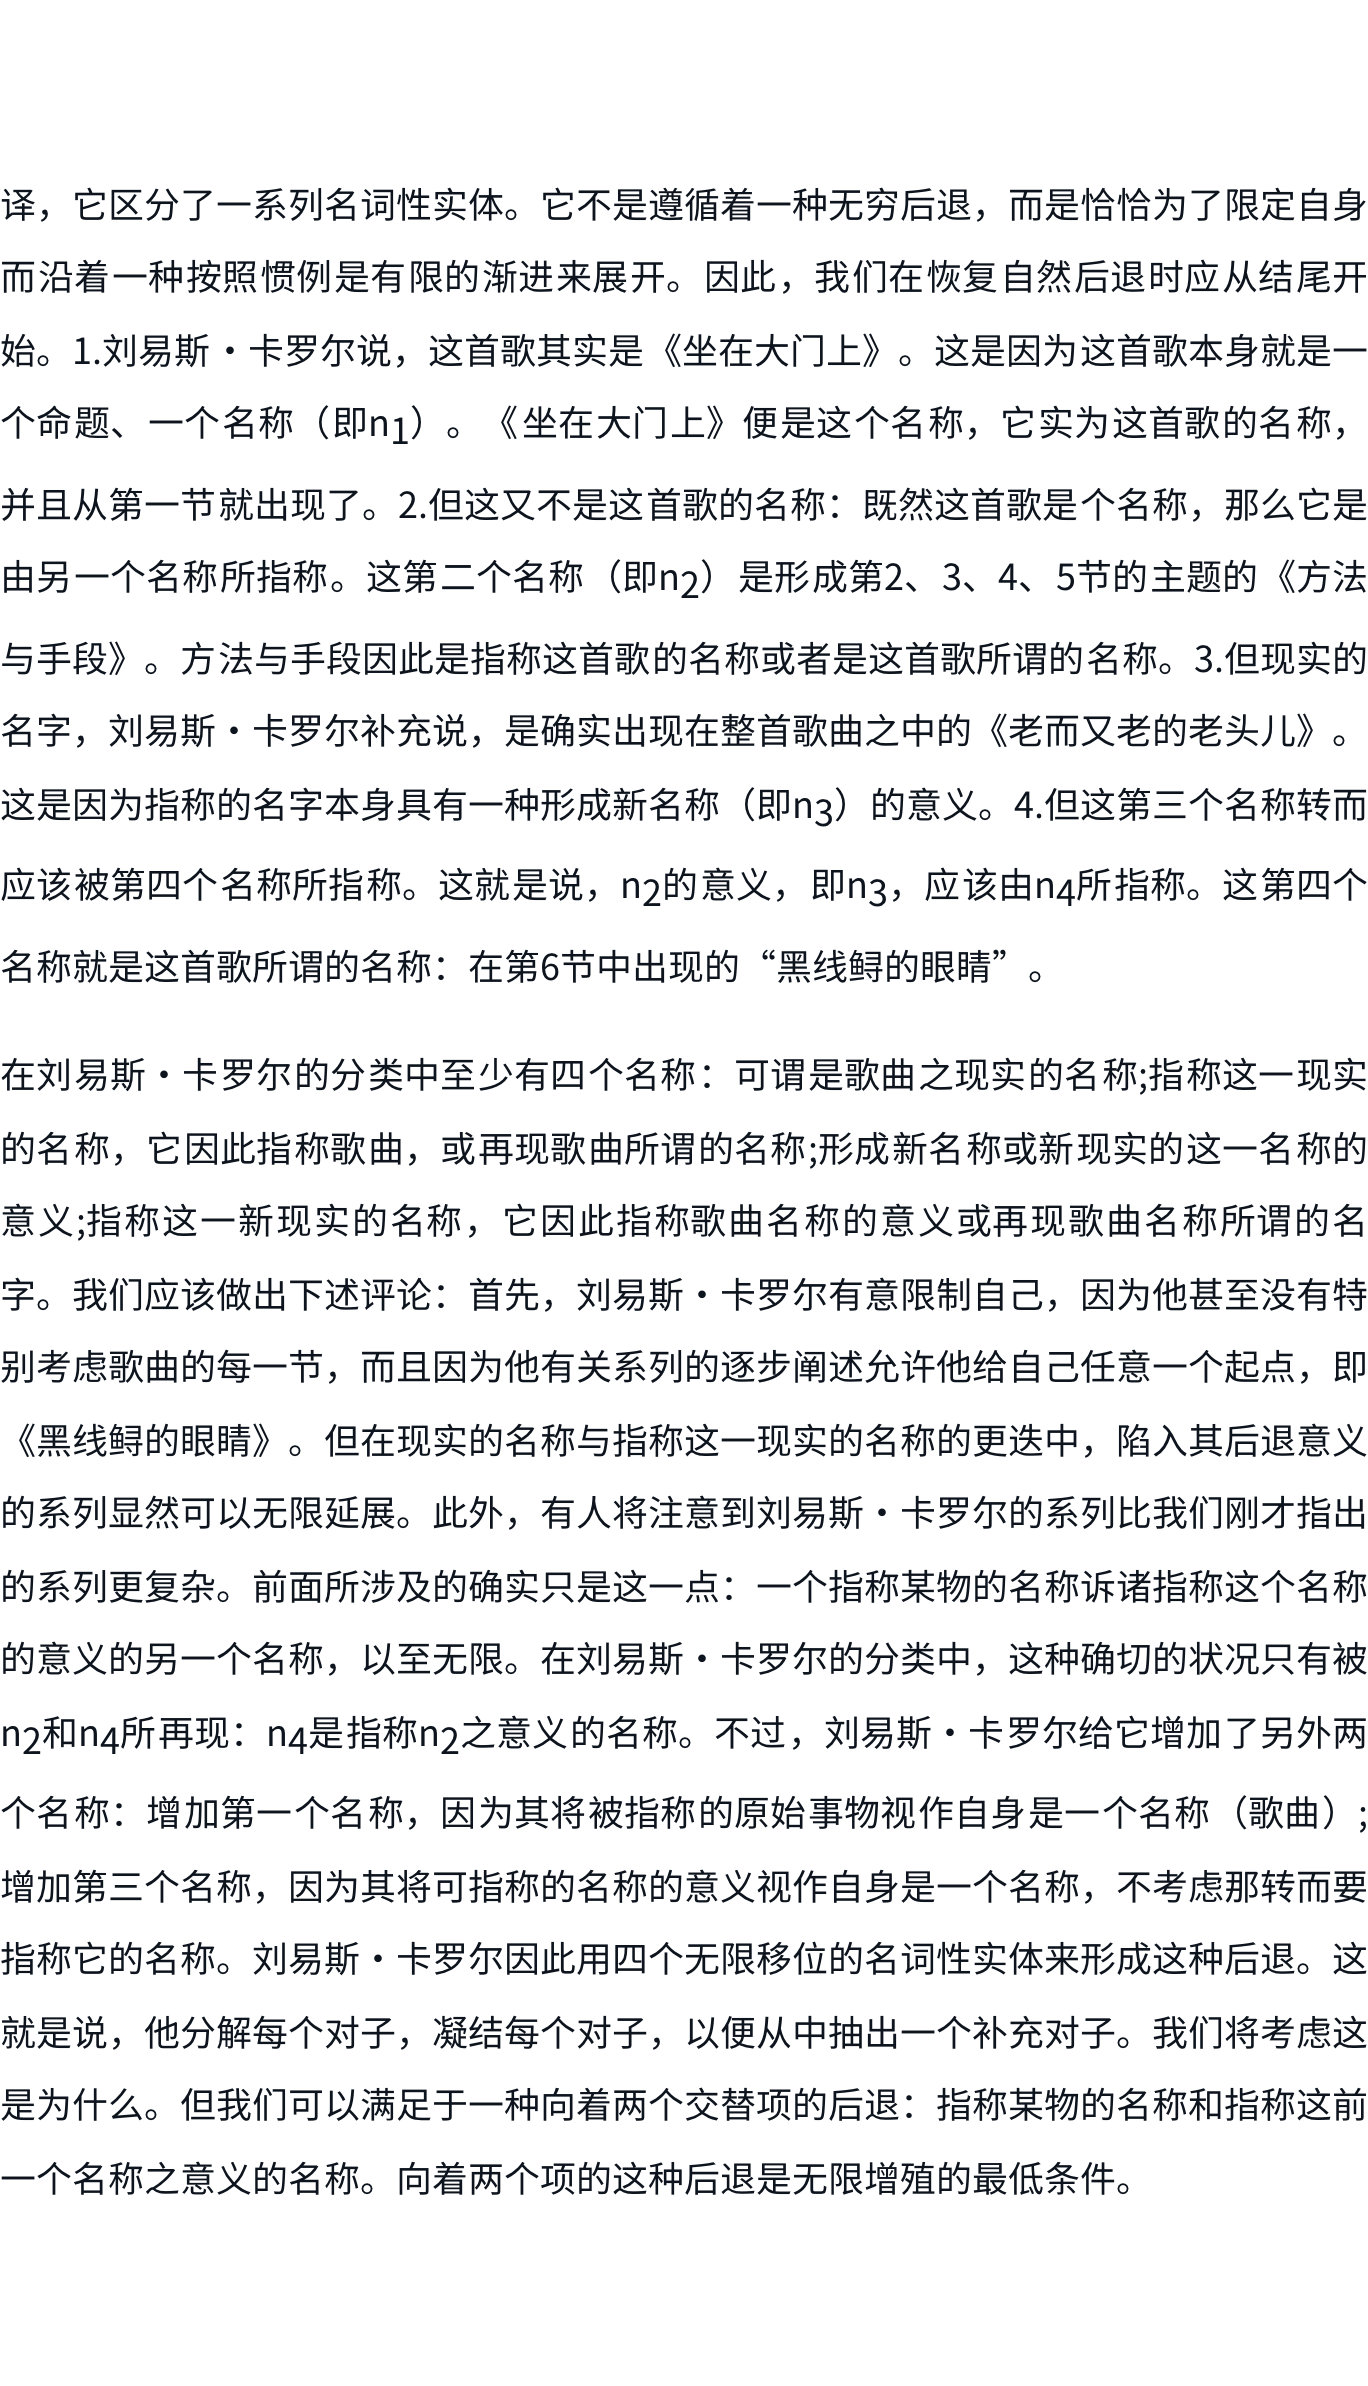 译，它区分了一系列名词性实体。它不是遵循着一种无穷后退，而是恰恰为了限定自身
而沿着一种按照惯例是有限的渐进来展开。因此，我们在恢复自然后退时应从结尾开
始。1.刘易斯·卡罗尔说，这首歌其实是《坐在大门上》。这是因为这首歌本身就是一
个命题、一个名称（即n1）。《坐在大门上》便是这个名称，它实为这首歌的名称，
并且从第一节就出现了。2.但这又不是这首歌的名称：既然这首歌是个名称，那么它是
由另一个名称所指称。这第二个名称（即n2）是形成第2、3、4、5节的主题的《方法
与手段》。方法与手段因此是指称这首歌的名称或者是这首歌所谓的名称。3.但现实的
名字，刘易斯·卡罗尔补充说，是确实出现在整首歌曲之中的《老而又老的老头儿》。
这是因为指称的名字本身具有一种形成新名称（即n3）的意义。4.但这第三个名称转而
应该被第四个名称所指称。这就是说，n2的意义，即n3，应该由n4所指称。这第四个
名称就是这首歌所谓的名称：在第6节中出现的“黑线鲟的眼睛”。
在刘易斯·卡罗尔的分类中至少有四个名称：可谓是歌曲之现实的名称;指称这一现实
的名称，它因此指称歌曲，或再现歌曲所谓的名称;形成新名称或新现实的这一名称的
意义;指称这一新现实的名称，它因此指称歌曲名称的意义或再现歌曲名称所谓的名
字。我们应该做出下述评论：首先，刘易斯·卡罗尔有意限制自己，因为他甚至没有特
别考虑歌曲的每一节，而且因为他有关系列的逐步阐述允许他给自己任意一个起点，即
《黑线鲟的眼睛》。但在现实的名称与指称这一现实的名称的更迭中，陷入其后退意义
的系列显然可以无限延展。此外，有人将注意到刘易斯·卡罗尔的系列比我们刚才指出
的系列更复杂。前面所涉及的确实只是这一点：一个指称某物的名称诉诸指称这个名称
的意义的另一个名称，以至无限。在刘易斯·卡罗尔的分类中，这种确切的状况只有被
n2和n4所再现：n4是指称n2之意义的名称。不过，刘易斯·卡罗尔给它增加了另外两
个名称：增加第一个名称，因为其将被指称的原始事物视作自身是一个名称（歌曲）;
增加第三个名称，因为其将可指称的名称的意义视作自身是一个名称，不考虑那转而要
指称它的名称。刘易斯·卡罗尔因此用四个无限移位的名词性实体来形成这种后退。这
就是说，他分解每个对子，凝结每个对子，以便从中抽出一个补充对子。我们将考虑这
是为什么。但我们可以满足于一种向着两个交替项的后退：指称某物的名称和指称这前
一个名称之意义的名称。向着两个项的这种后退是无限增殖的最低条件。